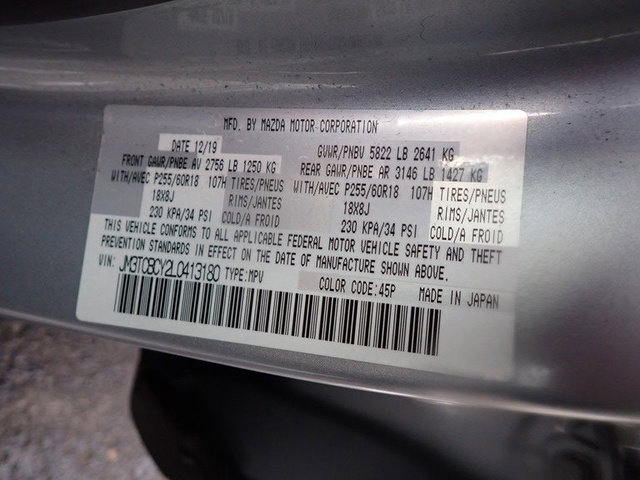 MFD. BY MAZDA MOTOR CORPORATION
DATE 12/19 GVWR/PNBV 5822 LB 2641 KG
FRONT GAWR/PNBE AV 2756 LB 1250 KG REAR GAWR/PNBE AR 3146 LB 1427 KG
WITH/AVEC P255/60R18 107H TIRES/PNEUS WITH/AVEC P255/60R18 107H TIRES/PNEUS
18X8J RIMS/JANTES 18X8J RIMS/JANTES
230 KPA/34 PSI COLD/A FROID 230 KPA/34 PSI COLD/A FROID
THIS VEHICLE CONFORMS TO ALL APPLICABLE FEDERAL MOTOR VEHICLE SAFETY AND THEFT
PREVENTION STANDARDS IN EFFECT ON THE DATE OF MANUFACTURE SHOWN ABOVE.
VIN: JM3TCBCY2L0413180 TYPE:MPV
COLOR CODE:45P MADE IN JAPAN